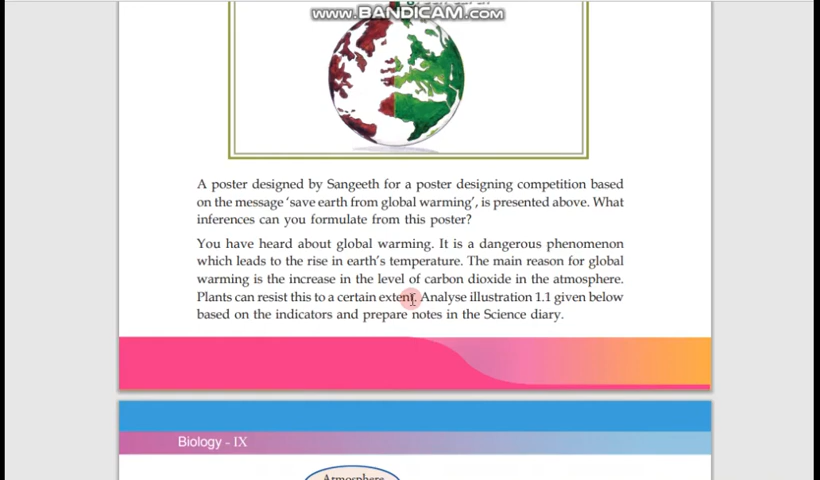 www.BANDICAM.com
A poster designed by Sangeeth for a poster designing competition based
on the message 'save earth from global warming', is presented above. What
inferences can you formulate from this poster?
You have heard about global warming. It is a dangerous phenomenon
which leads to the rise in earth's temperature. The main reason for global
warming is the increase in the level of carbon dioxide in the atmosphere.
Plants can resist this to a certain extent. Analyse illustration 1.1 given below
based on the indicators and prepare notes in the Science diary.
Biology - IX
Atmosphere